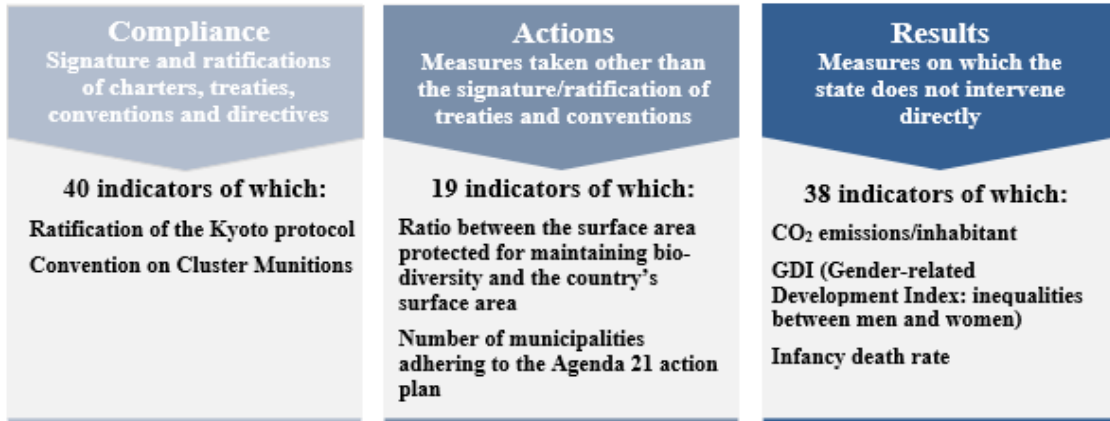 Compliance
Signature and ratifications
of charters, treaties,
conventions and directives
40 indicators of which:
Ratification of the Kyoto protocol
Convention on Cluster Munitions
Actions
Measures taken other than
the signature/ratification of
treaties and conventions
19 indicators of which:
Ratio between the surface area
protected for maintaining bio-
diversity and the country's
surface area
Number of municipalities
adhering to the Agenda 21 action
plan
Results
Measures on which the
state does not intervene
directly
38 indicators of which:
CO₂ emissions/inhabitant
GDI (Gender-related
Development Index: inequalities
between men and women)
Infancy death rate